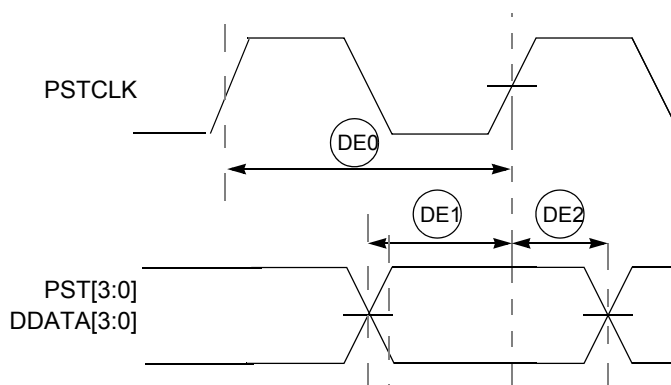 PSTCLK
DE0
DE1
DE2
PST[3:0]
DDATA[3:0]